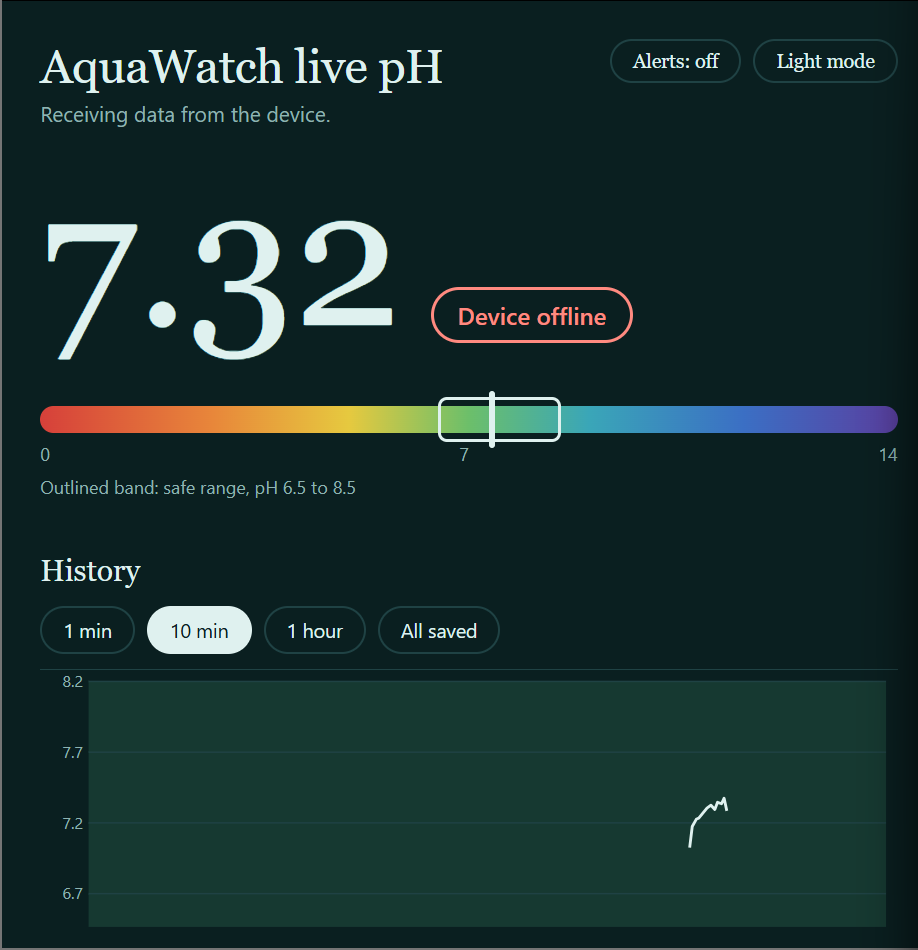 AquaWatch live pH
Alerts: off
Light mode
Receiving data from the device.
7.32
Device offline
0
7
14
Outlined band: safe range, pH 6.5 to 8.5
History
1 min
10 min
1 hour
All saved
8.2
7.7
7.2
6.7